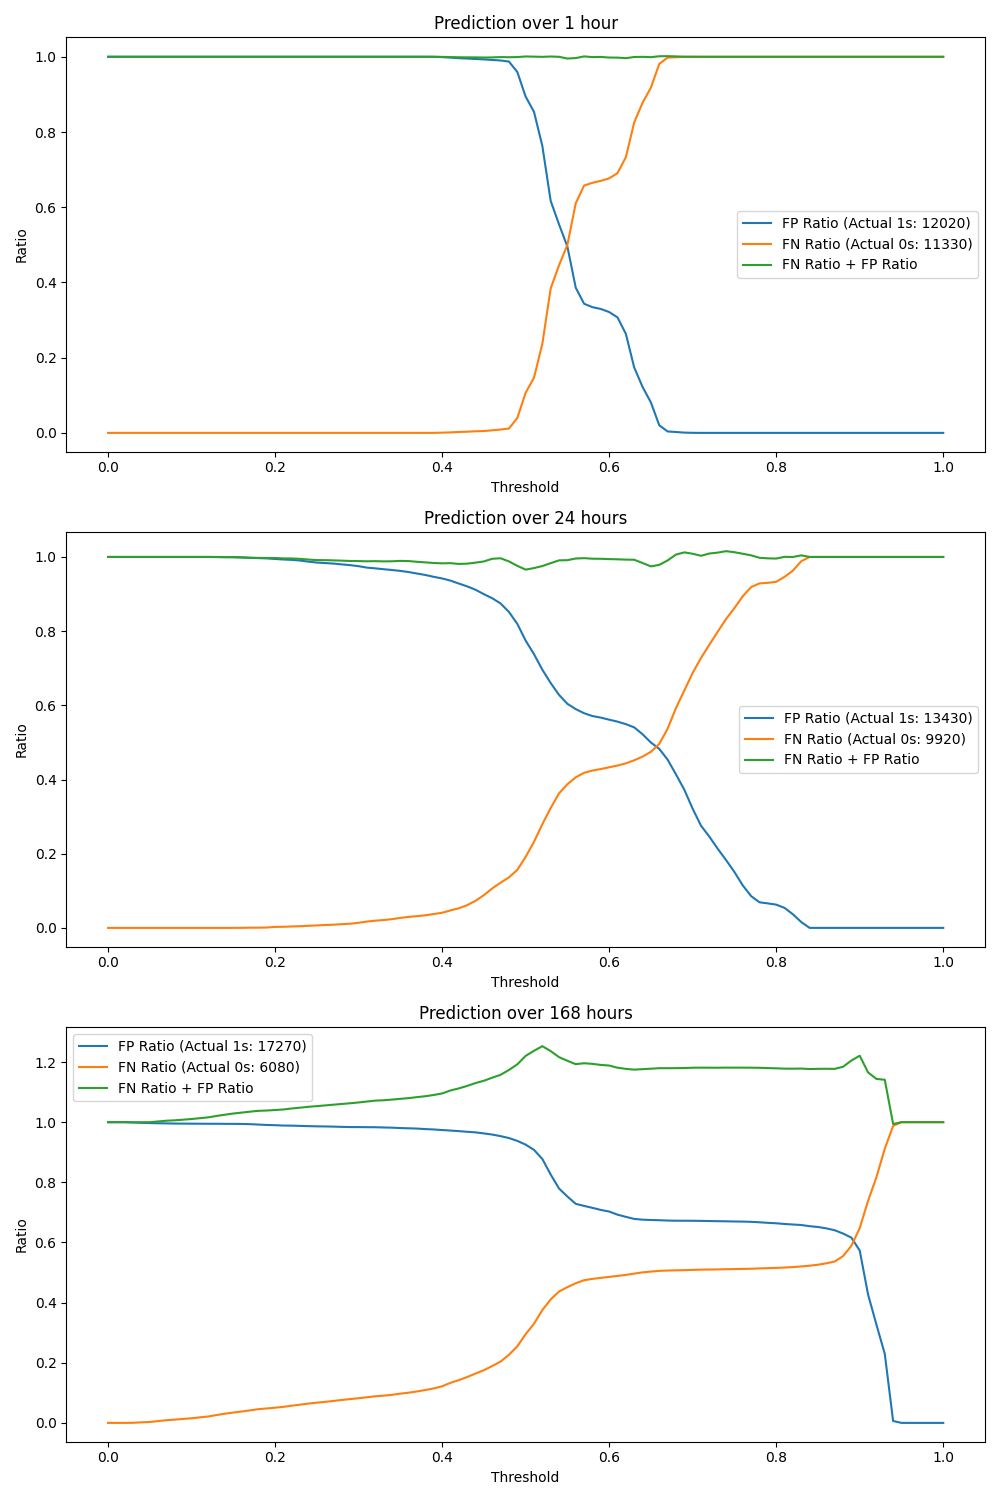 Prediction over 1 hour
1.0
0.8
0.6
0.4
0.2
0.0
Ratio
FP Ratio (Actual 1s: 12020)
FN Ratio (Actual 0s: 11330)
FN Ratio + FP Ratio
0.0 0.2 0.4 0.6 0.8 1.0
Threshold
Prediction over 24 hours
1.0
0.8
0.6
0.4
0.2
0.0
Ratio
FP Ratio (Actual 1s: 13430)
FN Ratio (Actual 0s: 9920)
FN Ratio + FP Ratio
0.0 0.2 0.4 0.6 0.8 1.0
Threshold
Prediction over 168 hours
FP Ratio (Actual 1s: 17270)
FN Ratio (Actual 0s: 6080)
FN Ratio + FP Ratio
1.2
1.0
0.8
0.6
0.4
0.2
0.0
Ratio
0.0 0.2 0.4 0.6 0.8 1.0
Threshold